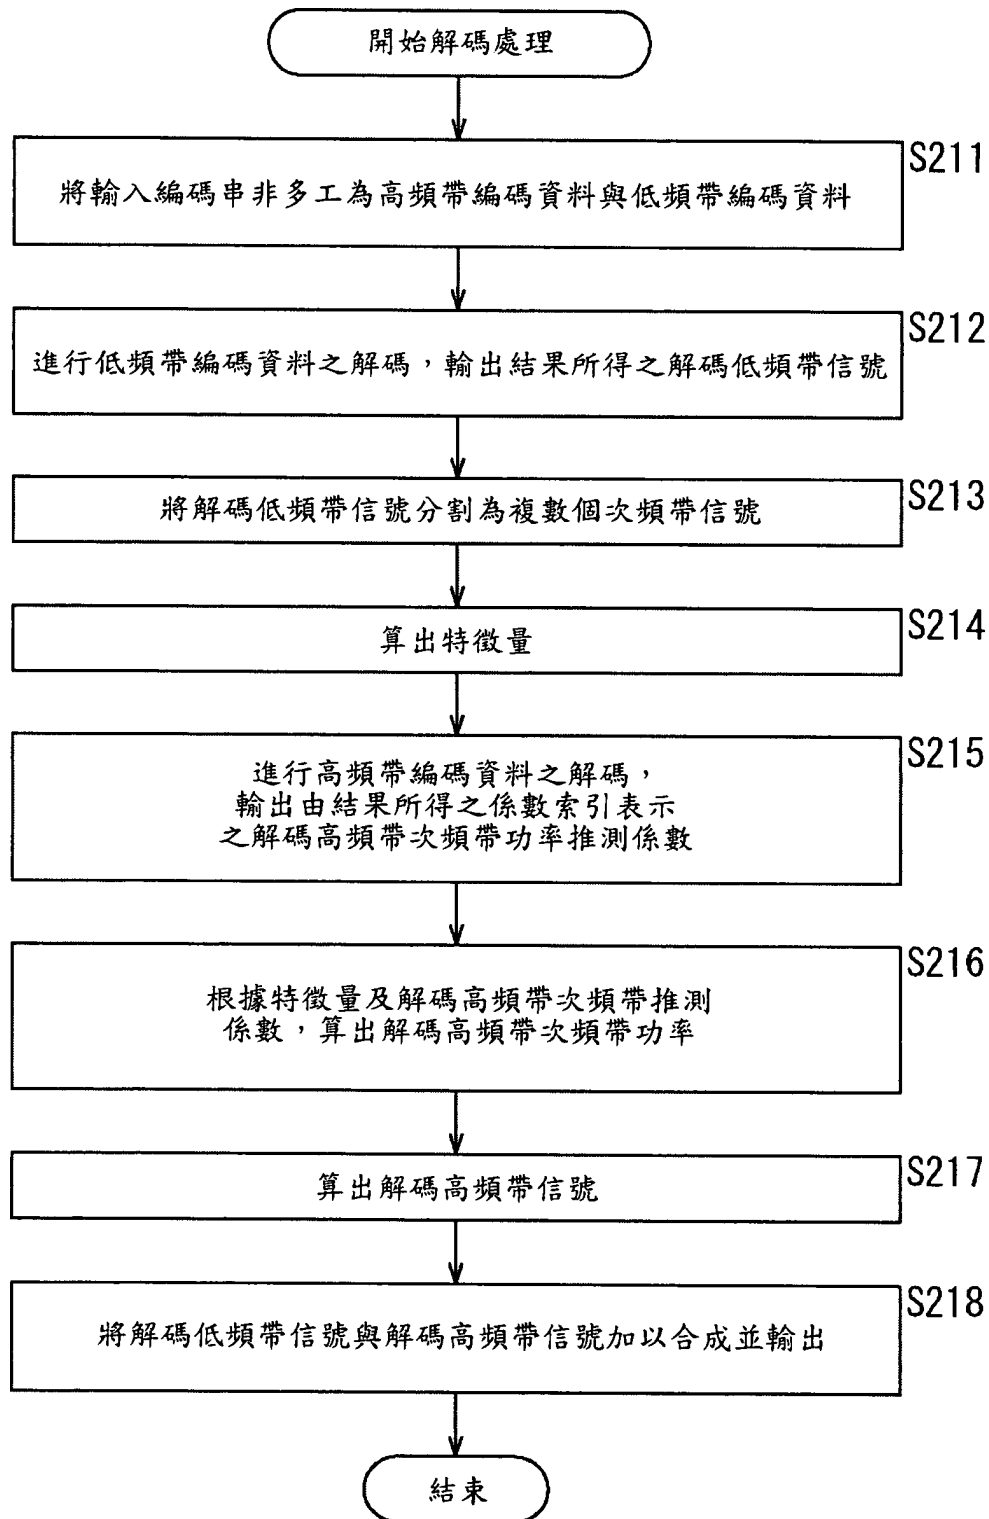 開始解碼處理
S211
將輸入編碼串非多工為高頻帶編碼資料與低頻帶編碼資料
S212
進行低頻帶編碼資料之解碼，輸出結果所得之解碼低頻帶信號
S213
將解碼低頻帶信號分割為複數個次頻帶信號
S214
算出特徵量
S215
進行高頻帶編碼資料之解碼，
輸出由結果所得之係數索引表示
之解碼高頻帶次頻帶功率推測係數
S216
根據特徵量及解碼高頻帶次頻帶推測
係數，算出解碼高頻帶次頻帶功率
S217
算出解碼高頻帶信號
S218
將解碼低頻帶信號與解碼高頻帶信號加以合成並輸出
結束